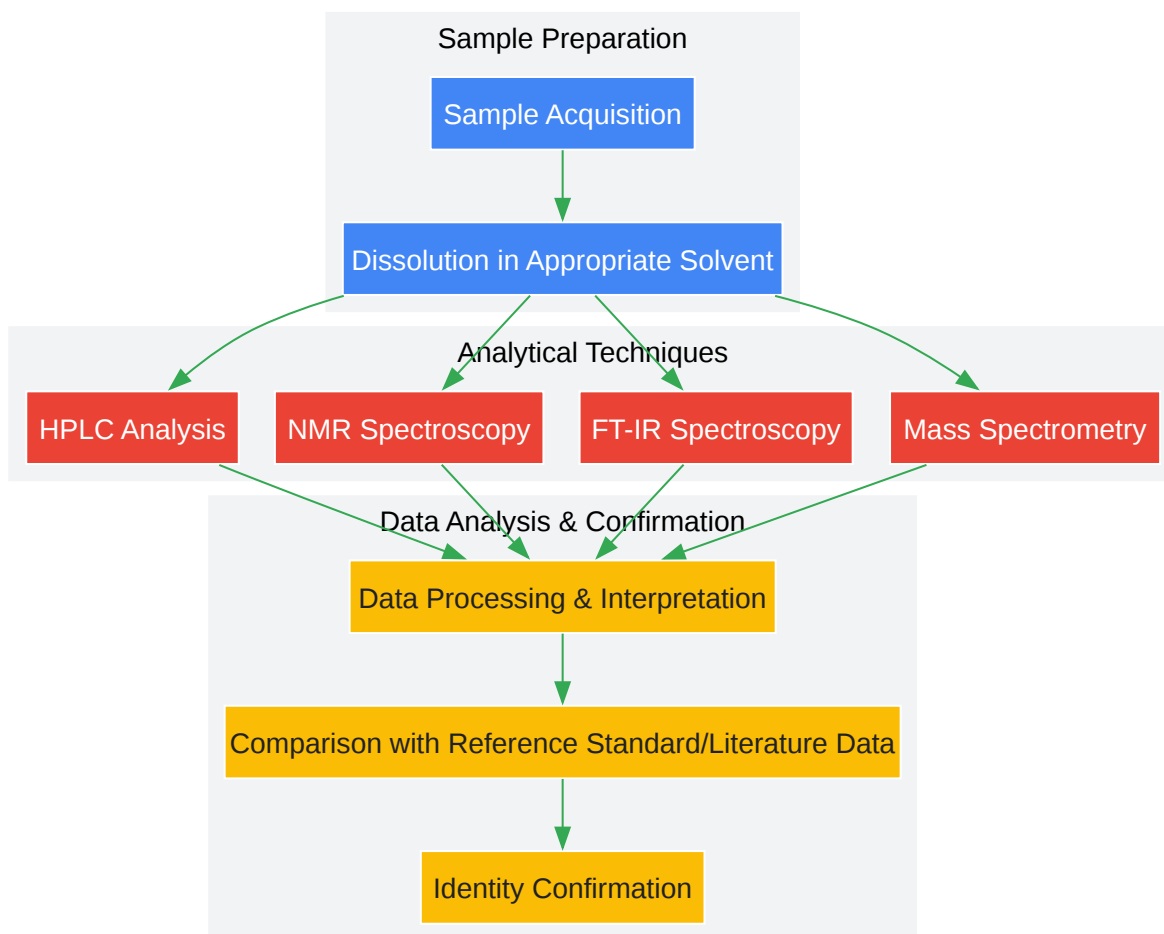 Sample Preparation
Sample Acquisition
Dissolution in Appropriate Solvent
Analytical Techniques
HPLC Analysis
NMR Spectroscopy
FT-IR Spectroscopy
Mass Spectrometry
Data Analysis & Confirmation
Data Processing & Interpretation
Comparison with Reference Standard/Literature Data
Identity Confirmation